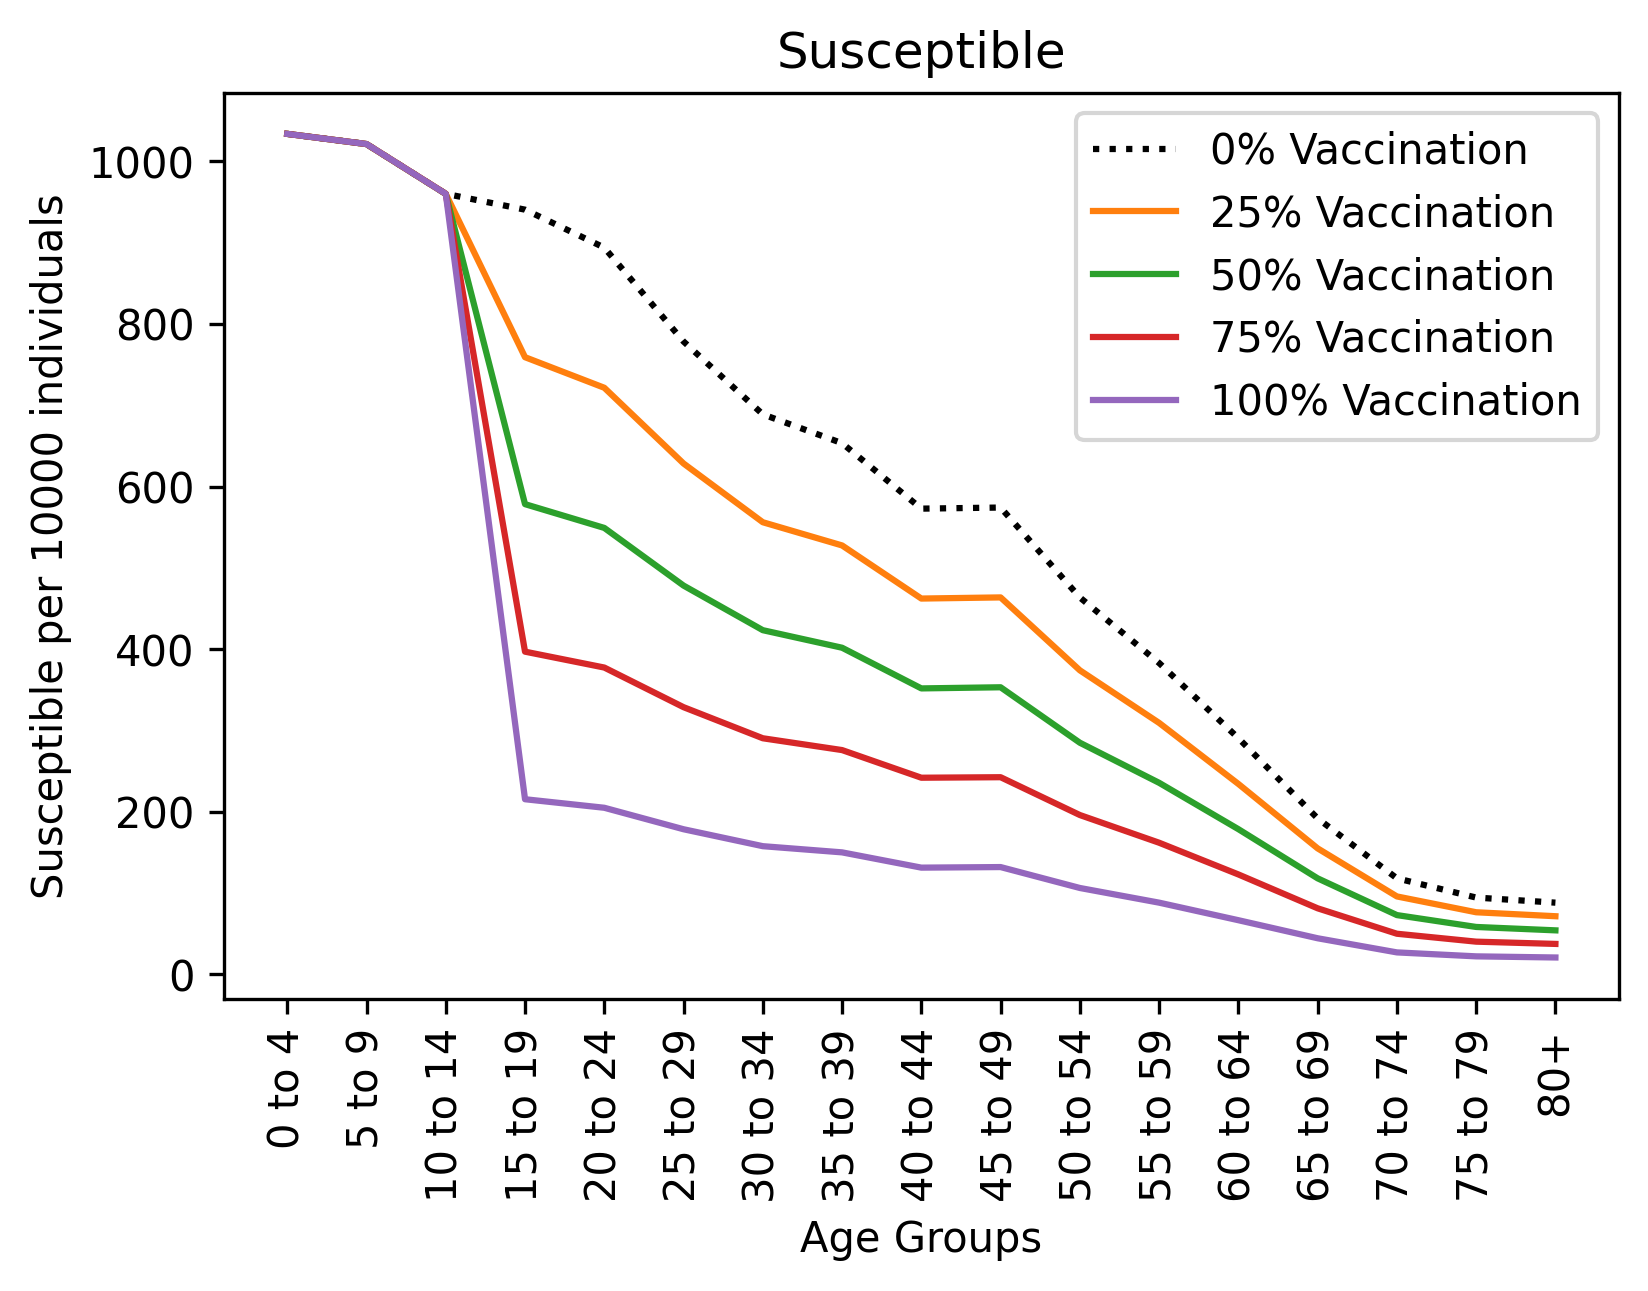 Susceptible
Susceptible per 10000 individuals
1000
800
600
400
200
0
0% Vaccination
25% Vaccination
50% Vaccination
75% Vaccination
100% Vaccination
0 to 4
5 to 9
10 to 14
15 to 19
20 to 24
25 to 29
30 to 34
35 to 39
40 to 44
45 to 49
50 to 54
55 to 59
60 to 64
65 to 69
70 to 74
75 to 79
80+
Age Groups